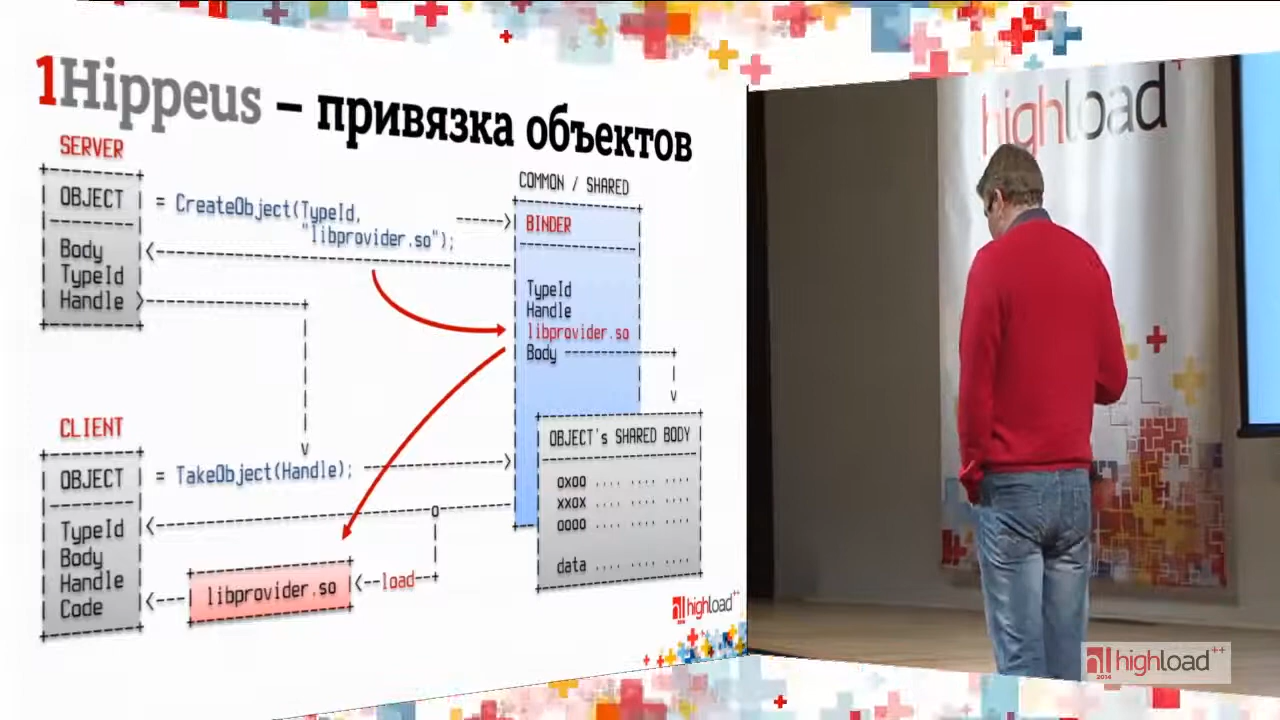 1Hippeus – привязка объектов
SERVER
OBJECT
= CreateObject(TypeId,
"libprovider.so");
Body
TypeId
Handle
COMMON / SHARED
BINDER
TypeId
Handle
libprovider.so
Body
OBJECT's SHARED BODY
oxoo .... .... ....
xxox .... .... ....
oooo .... .... ....
data .... .... ....
CLIENT
OBJECT
= TakeObject(Handle);
TypeId
Body
Handle
Code
libprovider.so
load
highload++
highload++
highload++
2014